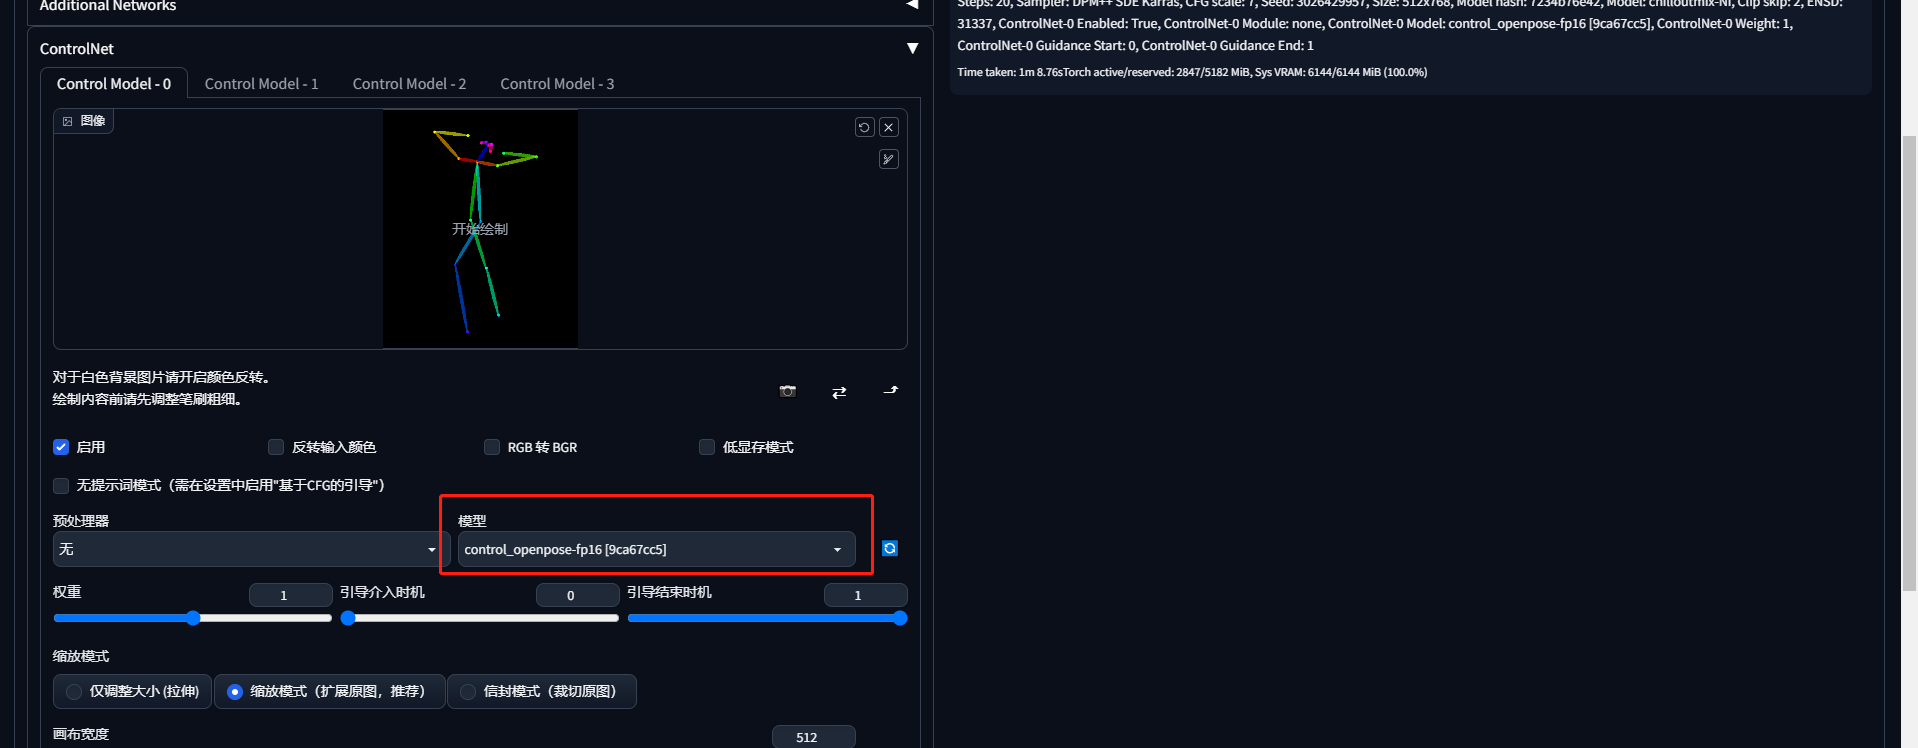 Additional Networks
ControlNet
Control Model - 0
Control Model - 1
Control Model - 2
Control Model - 3
图像
开始绘制
对于白色背景图片请开启颜色反转。
绘制内容前请先调整笔刷粗细。
启用
反转输入颜色
RGB 转 BGR
低显存模式
无提示词模式（需在设置中启用"基于CFG的引导"）
预处理器
模型
无
control_openpose-fp16 [9ca67cc5]
权重
1
引导介入时机
0
引导结束时机
1
缩放模式
仅调整大小 (拉伸)
缩放模式（扩展原图，推荐）
信封模式（裁切原图）
画布宽度
512
Steps: 20, Sampler: DPM++ SDE Karras, CFG scale: 7, Seed: 3026429957, Size: 512x768, Model hash: 7234b76e42, Model: chilloutmix-Ni, Clip skip: 2, ENSD:
31337, ControlNet-0 Enabled: True, ControlNet-0 Module: none, ControlNet-0 Model: control_openpose-fp16 [9ca67cc5], ControlNet-0 Weight: 1,
ControlNet-0 Guidance Start: 0, ControlNet-0 Guidance End: 1
Time taken: 1m 8.76sTorch active/reserved: 2847/5182 MiB, Sys VRAM: 6144/6144 MiB (100.0%)